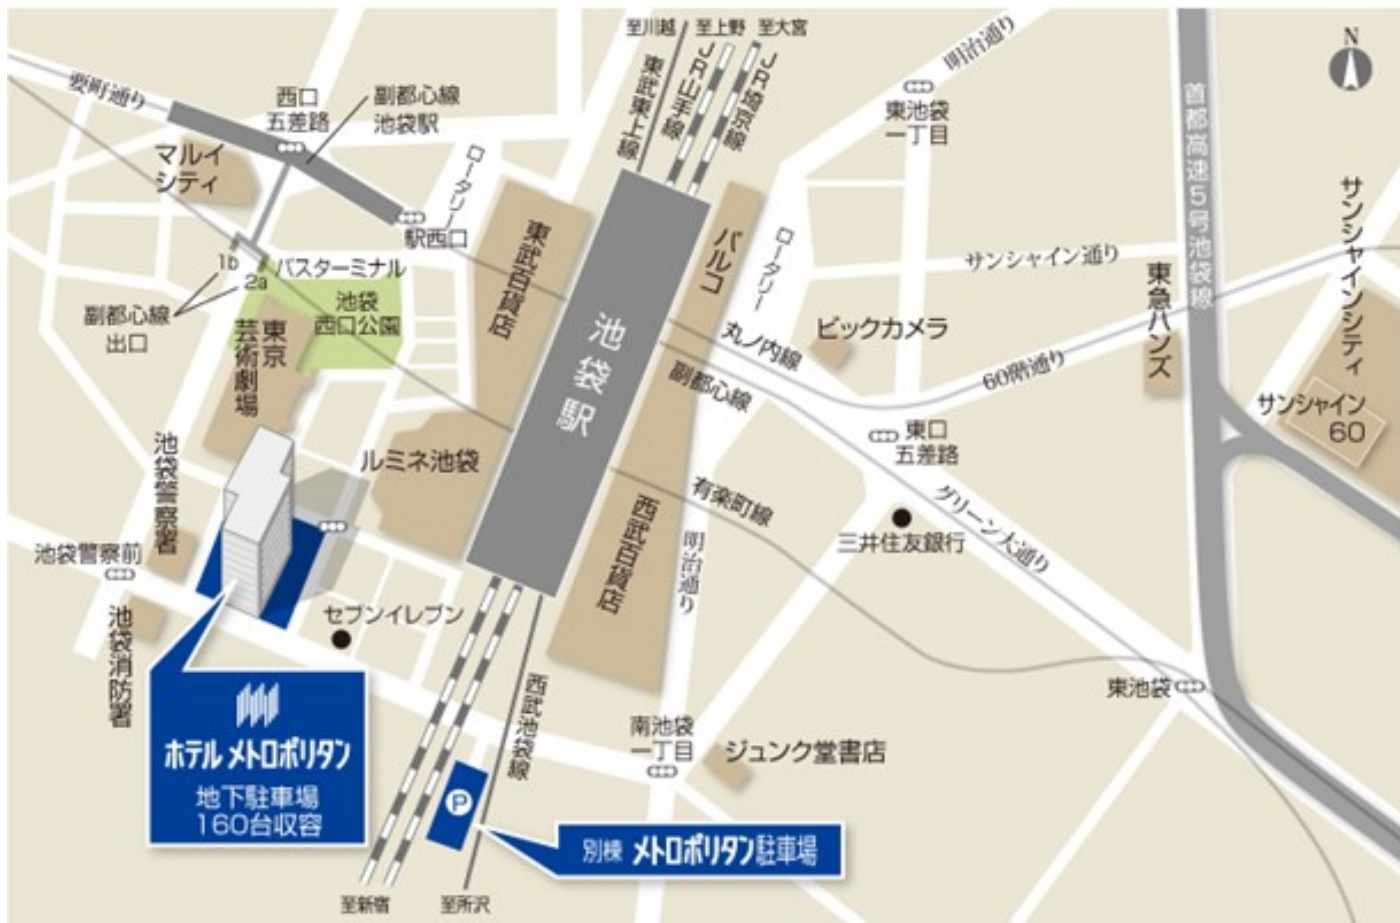 至川越
至上野
至大宮
東武東上線
JR山手線
JR埼京線
明治通り
N
要町通り
西口
五差路
副都心線
池袋駅
東池袋
一丁目
首都高速5号池袋線
マルイ
シティ
ロータリー
駅西口
東武百貨店
パルコ
ロータリー
サンシャイン通り
東急ハンズ
サンシャインシティ
1b
2a
バスターミナル
池袋
西口公園
副都心線
出口
東京
芸術劇場
池袋駅
丸ノ内線
副都心線
ビックカメラ
60階通り
サンシャイン
60
東口
五差路
池袋警察署
ルミネ池袋
有楽町線
グリーン大通り
三井住友銀行
池袋警察前
西武百貨店
明治通り
セブンイレブン
池袋消防署
東池袋
西武池袋線
南池袋
一丁目
ジュンク堂書店
ホテル メトロポリタン
地下駐車場
160台収容
P
別棟 メトロポリタン駐車場
至新宿
至所沢